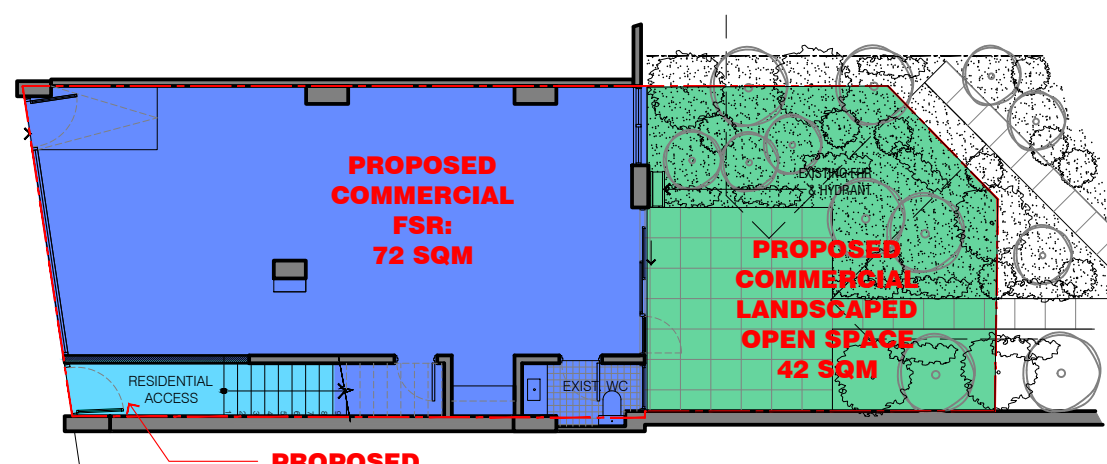 PROPOSED
COMMERCIAL
FSR:
72 SQM
EXISTING FHR
& HYDRANT
PROPOSED
COMMERCIAL
LANDSCAPED
OPEN SPACE
42 SQM
RESIDENTIAL
ACCESS
EXIST. WC
PROPOSED